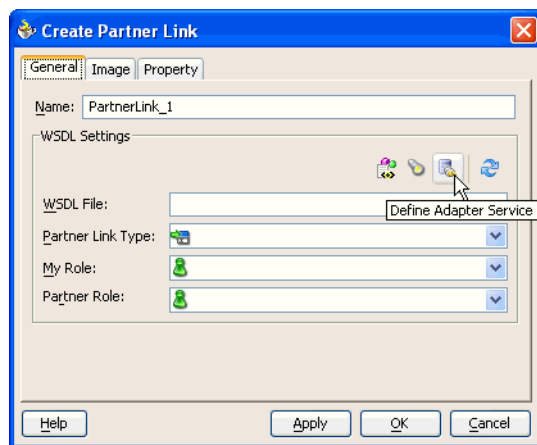 Create Partner Link
General Image Property
Name: PartnerLink_1
WSDL Settings
WSDL File:
Define Adapter Service
Partner Link Type:
My Role:
Partner Role:
Help Apply OK Cancel